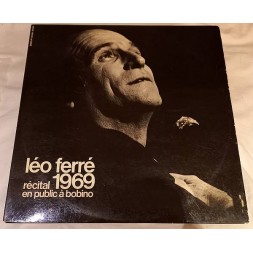 léo ferré
récital 1969
en public à bobino